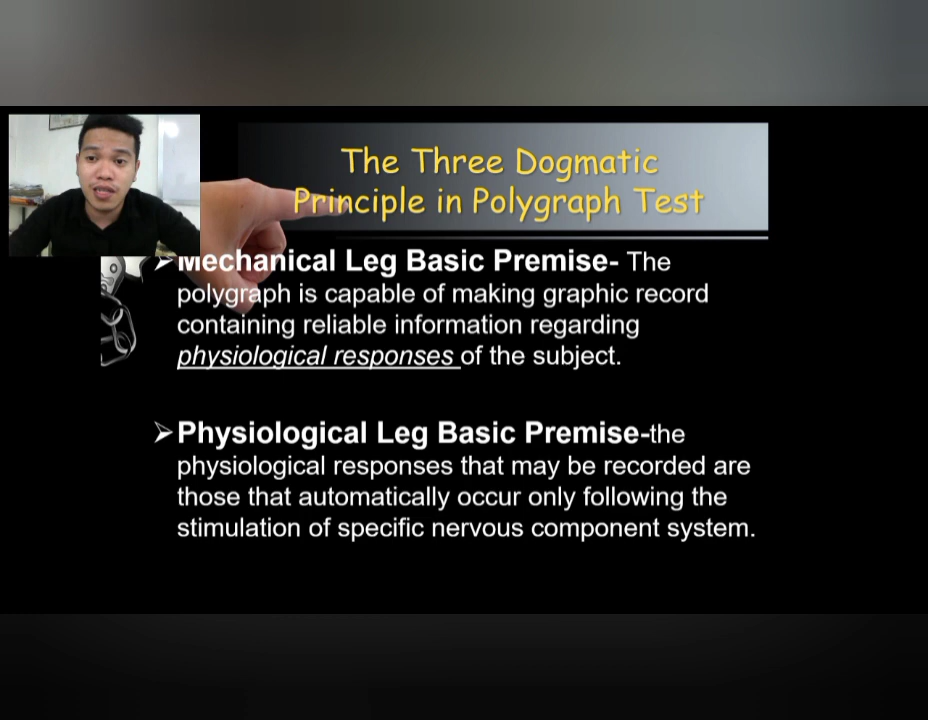 The Three Dogmatic
Principle in Polygraph Test
➢Mechanical Leg Basic Premise- The
polygraph is capable of making graphic record
containing reliable information regarding
physiological responses of the subject.
➢Physiological Leg Basic Premise-the
physiological responses that may be recorded are
those that automatically occur only following the
stimulation of specific nervous component system.